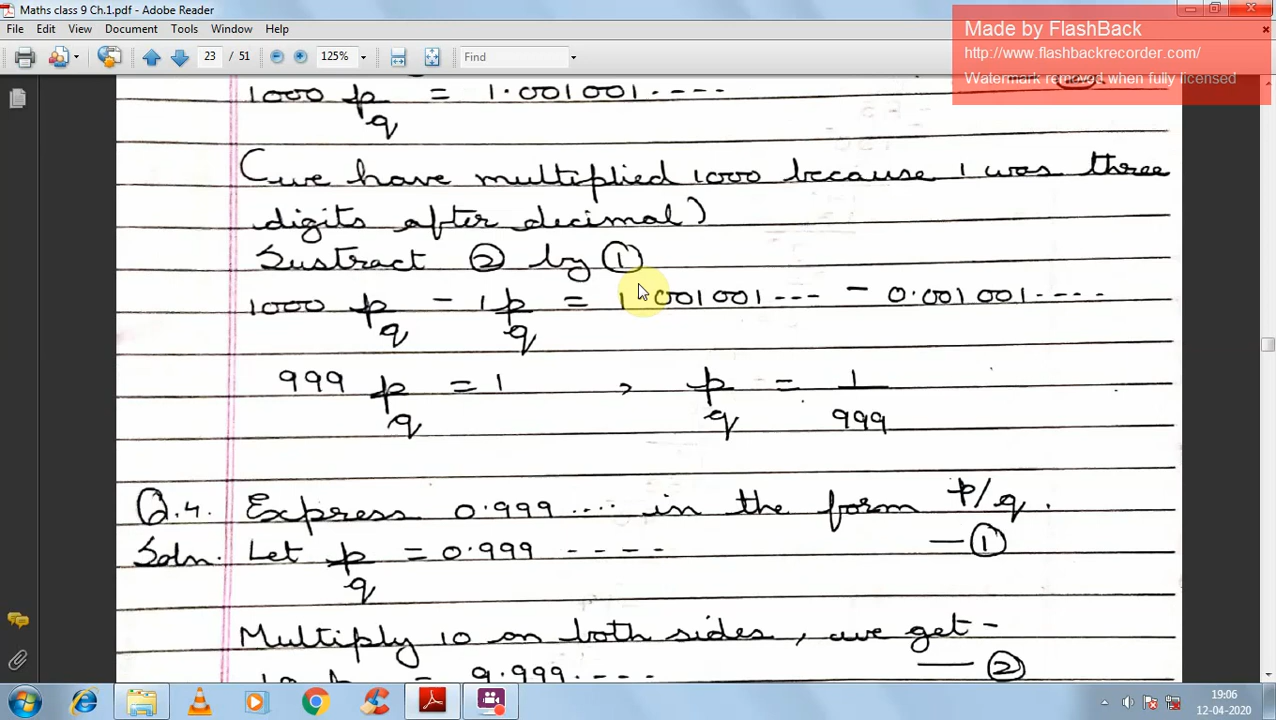 Maths class 9 Ch.1.pdf - Adobe Reader
File Edit View Document Tools Window Help
23 / 51 125% Find
Made by FlashBack
http://www.flashbackrecorder.com/
Watermark removed when fully licensed
1000 p/q = 1.001001....
(we have multiplied 1000 because 1 was three
digits after decimal)
Sustract ② by ①
1000 p/q - 1 p/q = 1.001001--- - 0.001001....
999 p/q = 1 , p/q = 1/999
Q.4. Express 0.999.... in the form p/q.
Soln. Let p/q = 0.999 ---- —①
Multiply 10 on both sides, we get-
= 9.999.--- —②
19:06
12-04-2020